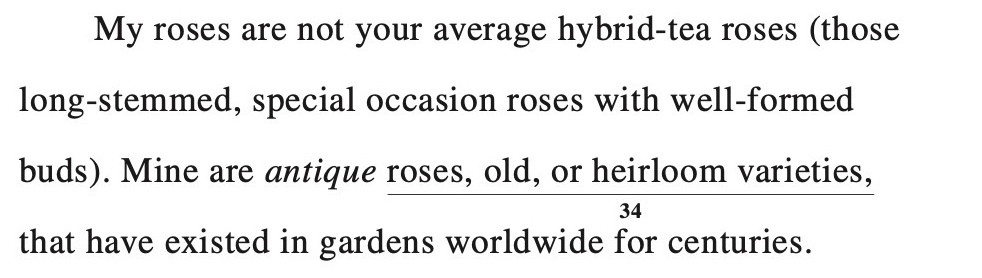 My roses are not your average hybrid-tea roses (those
long-stemmed, special occasion roses with well-formed
buds). Mine are antique roses, old, or heirloom varieties,
34
that have existed in gardens worldwide for centuries.